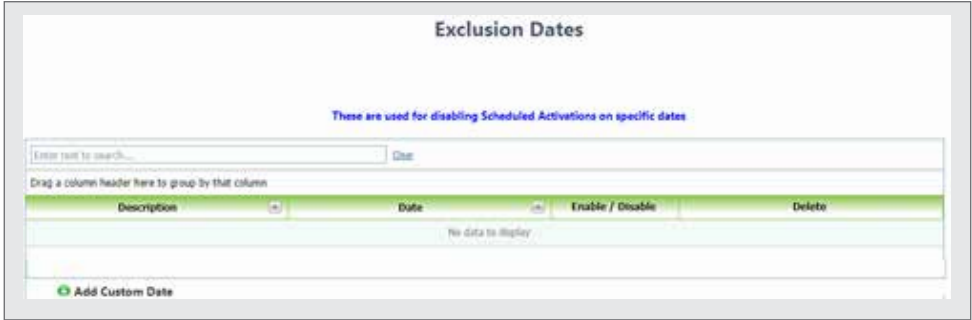 Exclusion Dates
These are used for disabling Scheduled Activations on specific dates
Enter text to search... Clear
Drag a column header here to group by that column
Description Date Enable / Disable Delete
No data to display
Add Custom Date